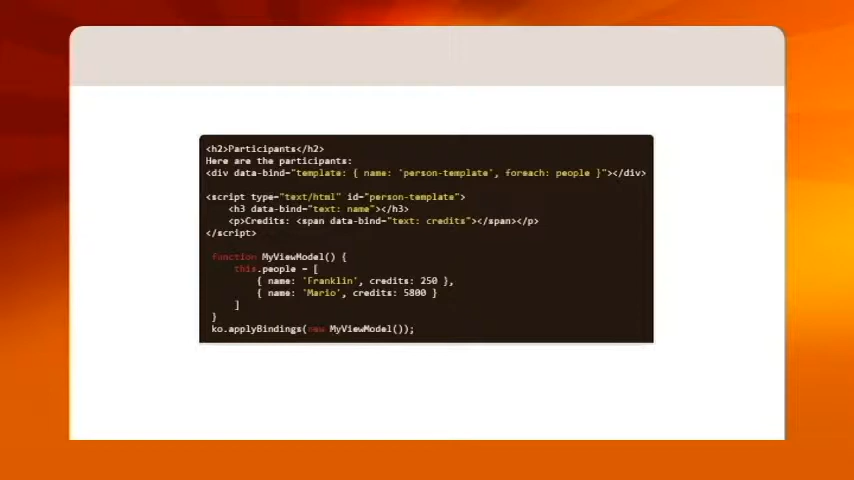 <h2>Participants</h2>
Here are the participants:
<div data-bind="template: { name: 'person-template', foreach: people }"></div>
<script type="text/html" id="person-template">
<h3 data-bind="text: name"></h3>
<p>Credits: <span data-bind="text: credits"></span></p>
</script>
function MyViewModel() {
this.people = [
{ name: 'Franklin', credits: 250 },
{ name: 'Mario', credits: 5800 }
]
}
ko.applyBindings(new MyViewModel());